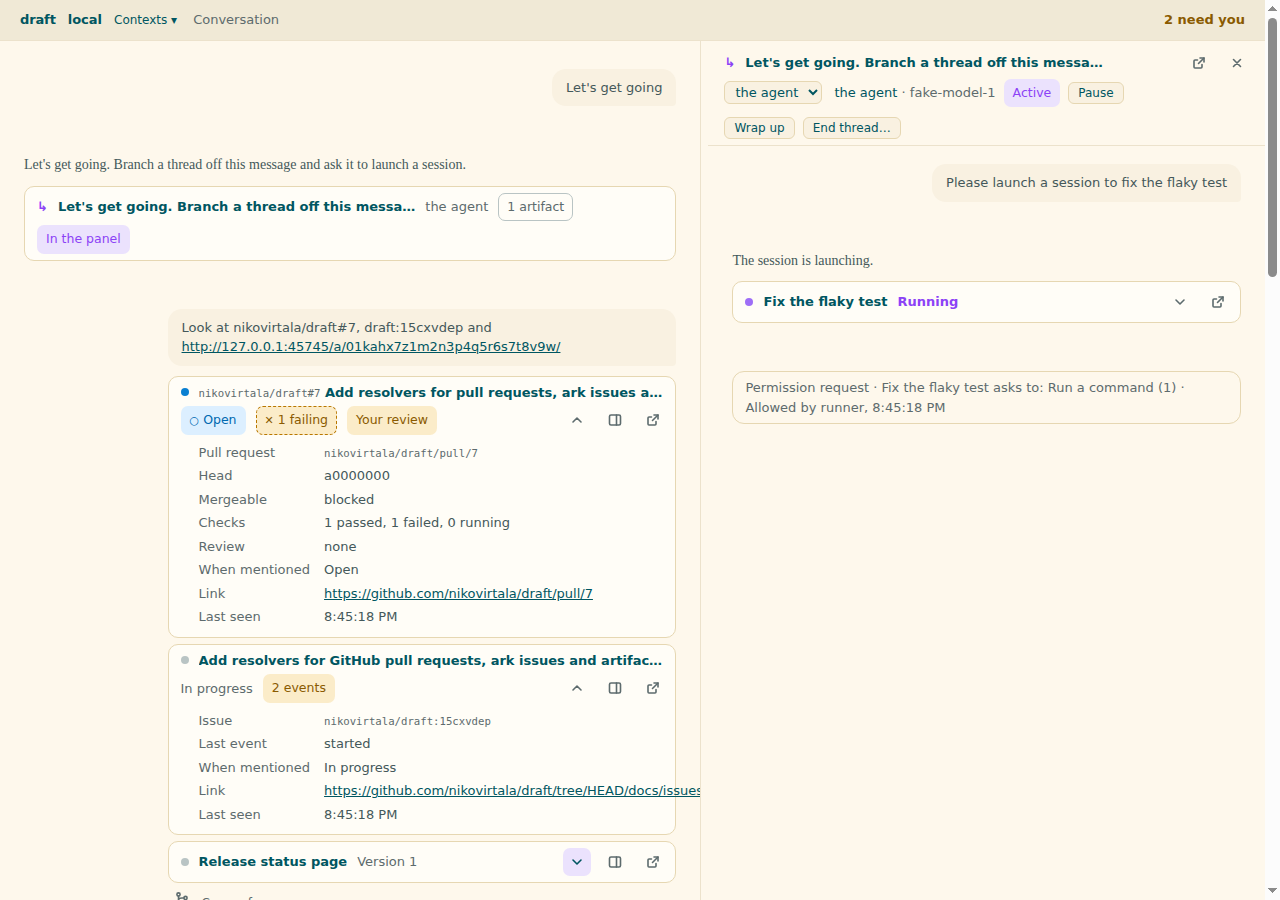 draft local Contexts ▾ Conversation
2 need you
Let's get going
Let's get going. Branch a thread off this message and ask it to launch a session.
↳ Let's get going. Branch a thread off this messa… the agent 1 artifact
In the panel
Look at nikovirtala/draft#7, draft:15cxvdep and
http://127.0.0.1:45745/a/01kahx7z1m2n3p4q5r6s7t8v9w/
nikovirtala/draft#7 Add resolvers for pull requests, ark issues a…
○ Open ✕ 1 failing Your review
Pull request nikovirtala/draft/pull/7
Head a0000000
Mergeable blocked
Checks 1 passed, 1 failed, 0 running
Review none
When mentioned Open
Link https://github.com/nikovirtala/draft/pull/7
Last seen 8:45:18 PM
Add resolvers for GitHub pull requests, ark issues and artifac…
In progress 2 events
Issue nikovirtala/draft:15cxvdep
Last event started
When mentioned In progress
Link https://github.com/nikovirtala/draft/tree/HEAD/docs/issues
Last seen 8:45:18 PM
Release status page Version 1
↳ Let's get going. Branch a thread off this messa…
the agent the agent · fake-model-1 Active Pause
Wrap up End thread…
Please launch a session to fix the flaky test
The session is launching.
Fix the flaky test Running
Permission request · Fix the flaky test asks to: Run a command (1) ·
Allowed by runner, 8:45:18 PM